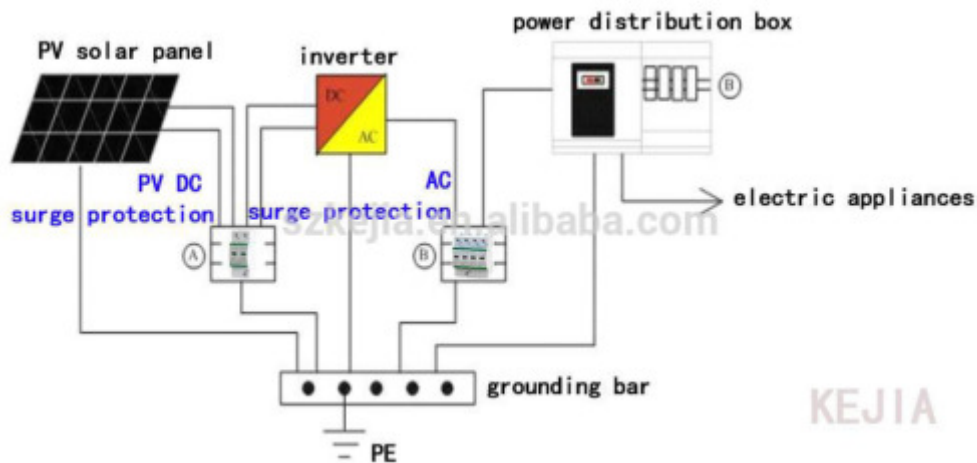 power distribution box
PV solar panel
inverter
DC
AC
B
PV DC
surge protection
AC
surge protection
electric appliances
szkejia.en.alibaba.com
A
B
grounding bar
KEJIA
PE